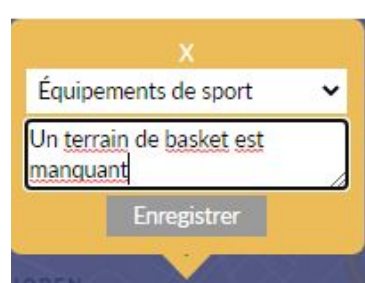 X
Équipements de sport
Un terrain de basket est
manquant
Enregistrer